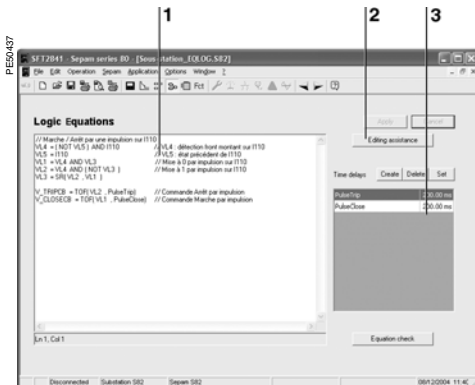 1 2 3
PE50437
SFT2841 - Sepam series 80 - [Sous-station_EQLOG.S82]
File Edit Operation Sepam Application Options Window ?
Logic Equations
Apply Cancel
Editing assistance
// Marche / Arrêt par une impulsion sur I110
VL4 = ( NOT VL5 ) AND I110 // VL4 : détection front montant sur I110
VL5 = I110 // VL5 : état précédent de I110
VL1 = VL4 AND VL3 // Mise à 0 par impulsion sur I110
VL2 = VL4 AND (NOT VL3 ) // Mise à 1 par impulsion sur I110
VL3 = SR( VL2 , VL1 )
V_TRIPCB = TOF( VL2 , PulseTrip) // Commande Arrêt par impulsion
V_CLOSECB = TOF( VL1 , PulseClose) // Commande Marche par impulsion
Time delays Create Delete Set
PulseTrip 200.00 ms
PulseClose 200.00 ms
Ln 1, Col 1
Equation check
Disconnected Substation S82 Sepam S82 08/12/2004 11:40